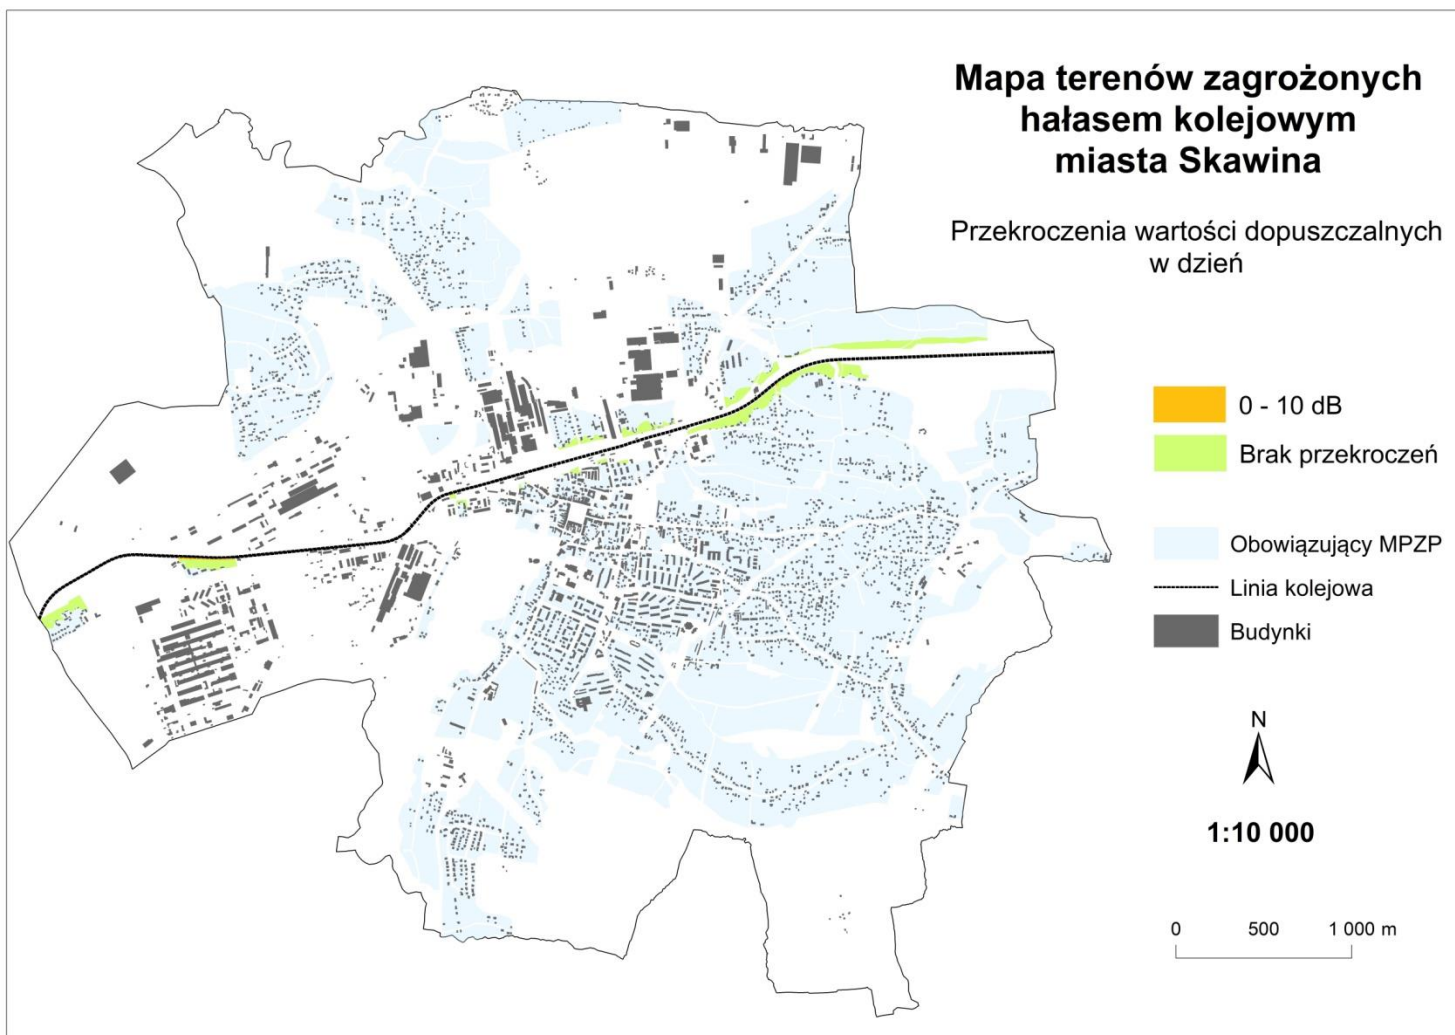 Mapa terenów zagrożonych
hałasem kolejowym
miasta Skawina
Przekroczenia wartości dopuszczalnych
w dzień
0 - 10 dB
Brak przekroczeń
Obowiązujący MPZP
Linia kolejowa
Budynki
N
1:10 000
0 500 1 000 m